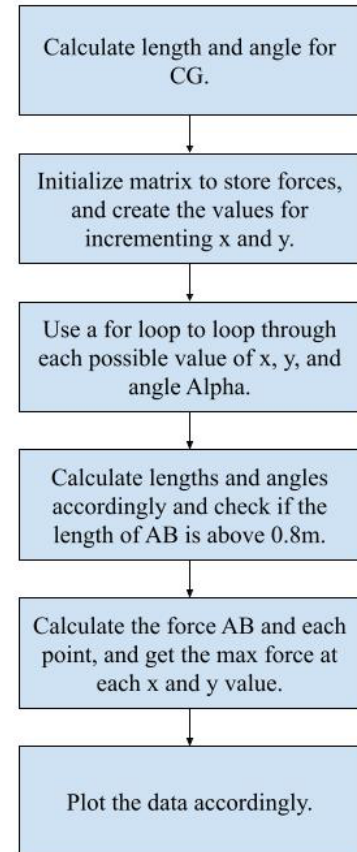 Calculate length and angle for
CG.
Initialize matrix to store forces,
and create the values for
incrementing x and y.
Use a for loop to loop through
each possible value of x, y, and
angle Alpha.
Calculate lengths and angles
accordingly and check if the
length of AB is above 0.8m.
Calculate the force AB and each
point, and get the max force at
each x and y value.
Plot the data accordingly.